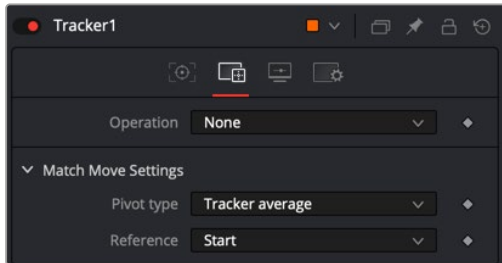 Tracker1
Operation None
Match Move Settings
Pivot type Tracker average
Reference Start